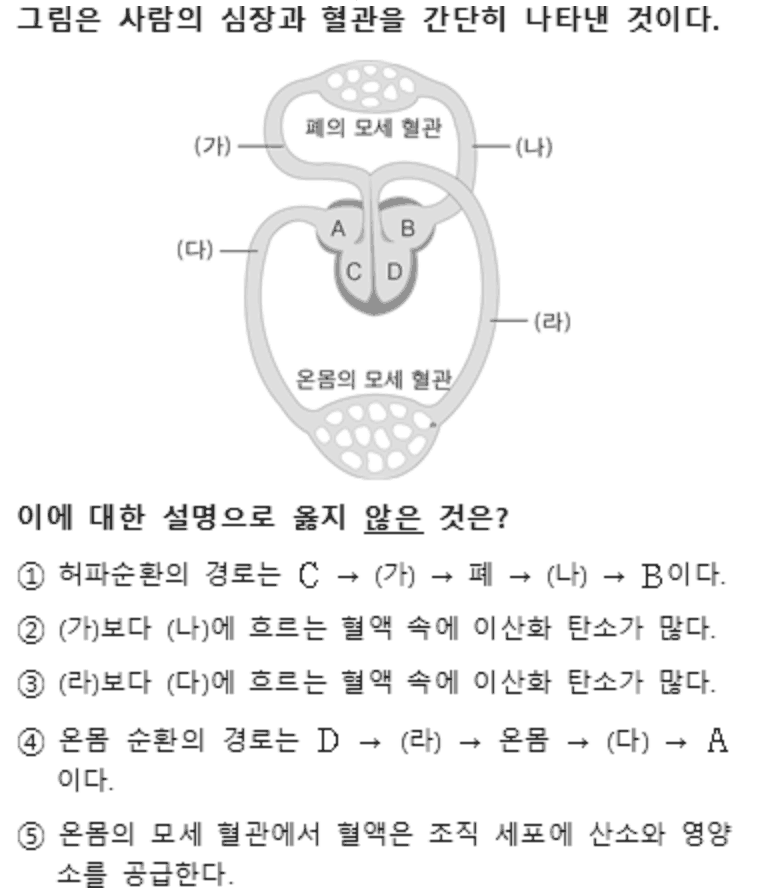 그림은 사람의 심장과 혈관을 간단히 나타낸 것이다.
폐의 모세 혈관
(가)
(나)
A
B
(다)
C
D
(라)
온몸의 모세 혈관
이에 대한 설명으로 옳지 않은 것은?
① 허파순환의 경로는 C → (가) → 폐 → (나) → B이다.
② (가)보다 (나)에 흐르는 혈액 속에 이산화 탄소가 많다.
③ (라)보다 (다)에 흐르는 혈액 속에 이산화 탄소가 많다.
④ 온몸 순환의 경로는 D → (라) → 온몸 → (다) → A
이다.
⑤ 온몸의 모세 혈관에서 혈액은 조직 세포에 산소와 영양
소를 공급한다.